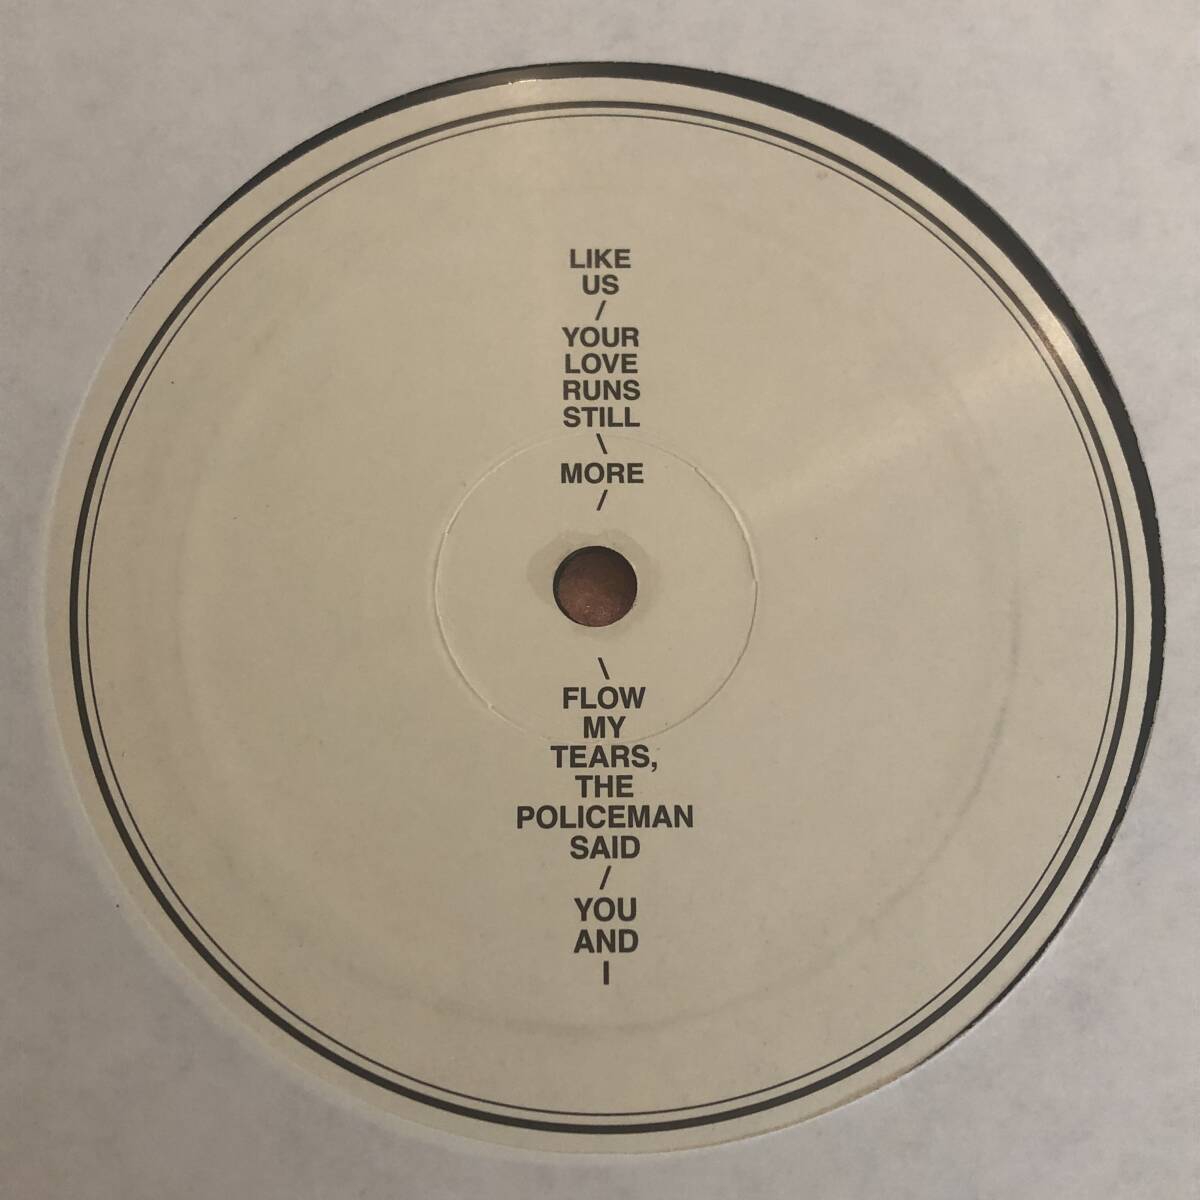 LIKE
US
/
YOUR
LOVE
RUNS
STILL
\
MORE
/
\
FLOW
MY
TEARS,
THE
POLICEMAN
SAID
/
YOU
AND
I